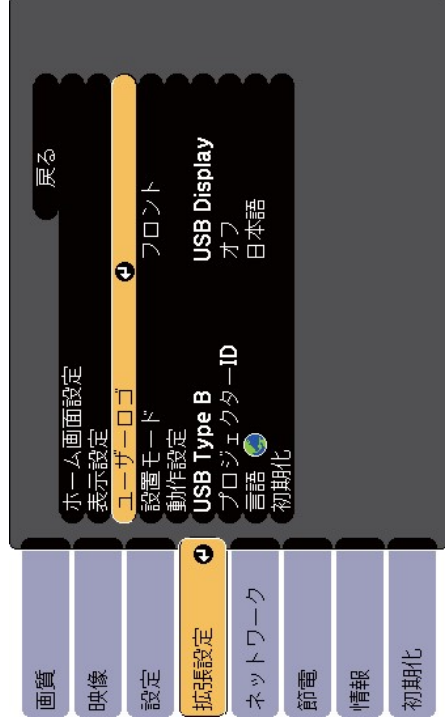 画質
映像
設定
拡張設定
ネットワーク
節電
情報
初期化
戻る
ホーム画面設定
表示設定
ユーザーロゴ
設置モード フロント
動作設定
USB Type B USB Display
プロジェクターID オフ
言語 日本語
初期化